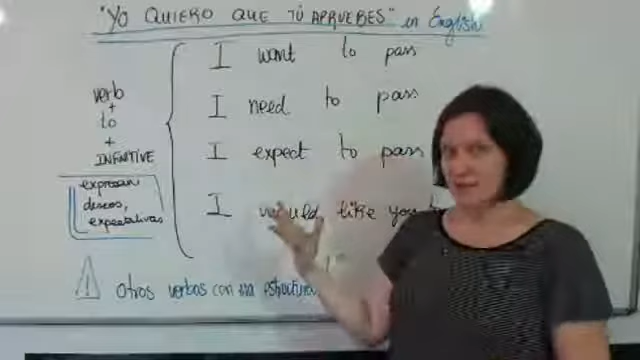 "YO QUIERO QUE TÚ APRUEBES" in English
I want to pass
I need to pass
I expect to pass
I would like you
verb
+
to
+
INFINITIVE
expresan
deseos,
expectativas
Otros verbos con esa estructura